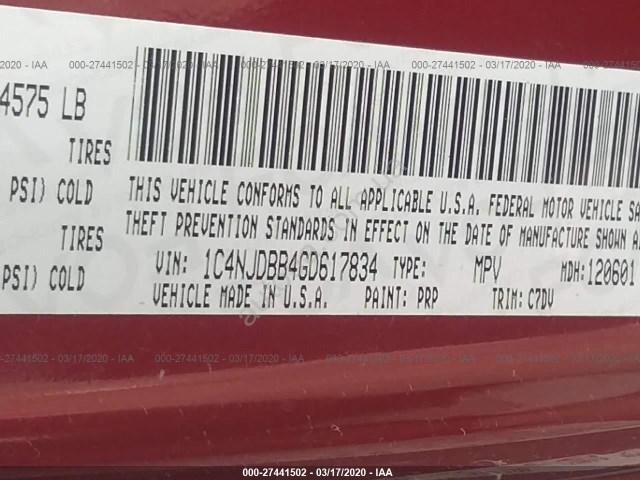 03/17/2020 - IAA 000-27441502 - 03/17/2020 - IAA 000-27441502 - 03/17/2020 - IAA
4575 LB
TIRES
PSI) COLD
TIRES
PSI) COLD
THIS VEHICLE CONFORMS TO ALL APPLICABLE U.S.A. FEDERAL MOTOR VEHICLE SA
THEFT PREVENTION STANDARDS IN EFFECT ON THE DATE OF MANUFACTURE SHOWN A
VIN: 1C4NJDBB4GD617834 TYPE: MPV MDH:120601
VEHICLE MADE IN U.S.A. PAINT: PRP TRIM: C7DV
000-27441502 - 03/17/2020 - IAA 000-27441502 - 03/17/2020 - IAA
000-27441502 - 03/17/2020 - IAA